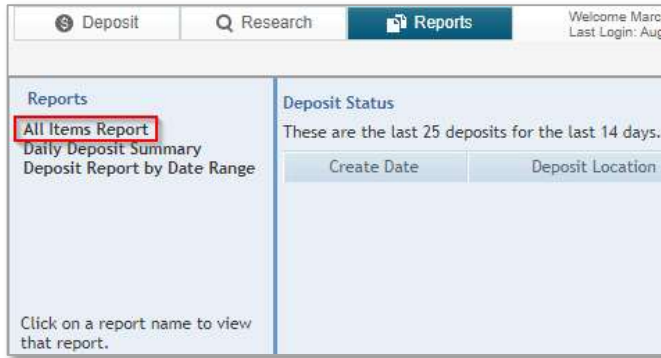 Deposit
Research
Reports
Welcome Marc
Last Login: Aug
Reports
All Items Report
Daily Deposit Summary
Deposit Report by Date Range
Click on a report name to view
that report.
Deposit Status
These are the last 25 deposits for the last 14 days.
Create Date
Deposit Location